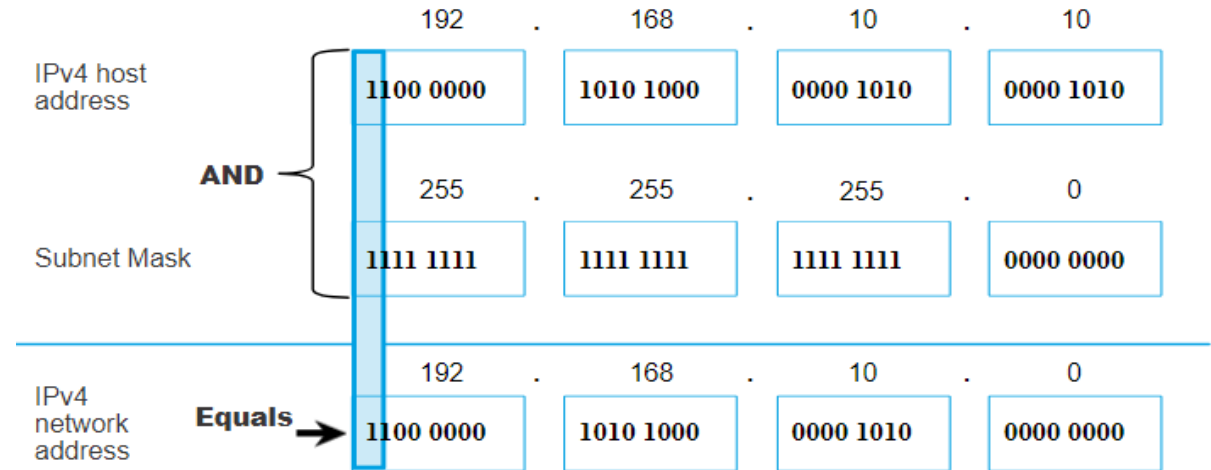 192 . 168 . 10 . 10
IPv4 host
address
1100 0000 1010 1000 0000 1010 0000 1010
AND
255 . 255 . 255 . 0
Subnet Mask
1111 1111 1111 1111 1111 1111 0000 0000
192 . 168 . 10 . 0
IPv4
network
address
Equals
1100 0000 1010 1000 0000 1010 0000 0000